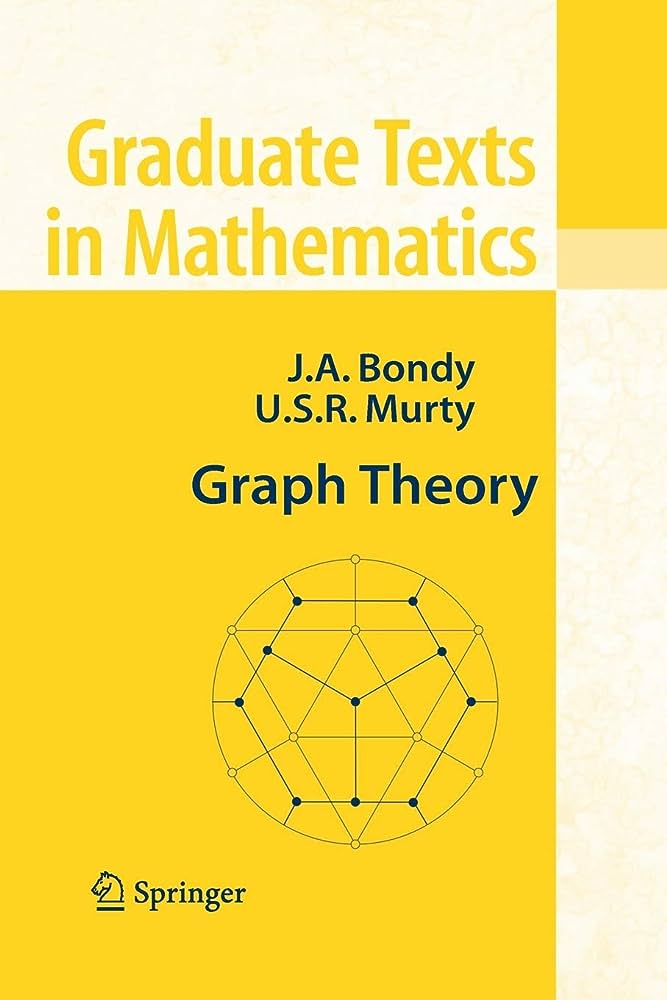 Graduate Texts
in Mathematics
J.A. Bondy
U.S.R. Murty
Graph Theory
Springer